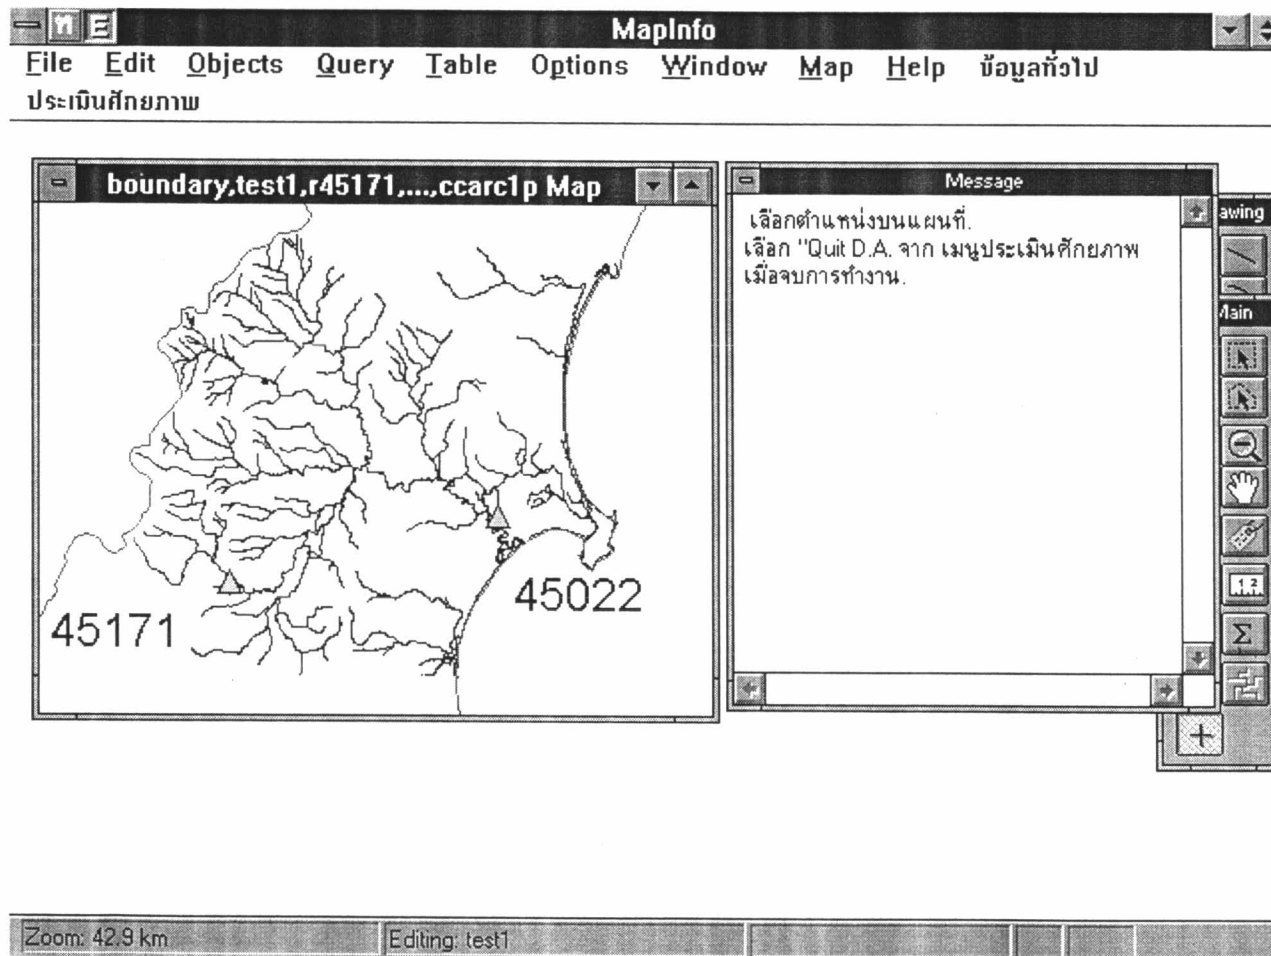 ท E MapInfo
File Edit Objects Query Table Options Window Map Help ข้อมูลทั่วไป
ประเมินศักยภาพ
boundary,test1,r45171,...,ccarc1p Map
45171
45022
Message
เลือกตำแหน่งบนแผนที่.
เลือก "Quit D.A. จาก เมนูประเมินศักยภาพ
เมื่อจบการทำงาน.
awing
Main
1 2
Σ
Zoom: 42.9 km
Editing: test1